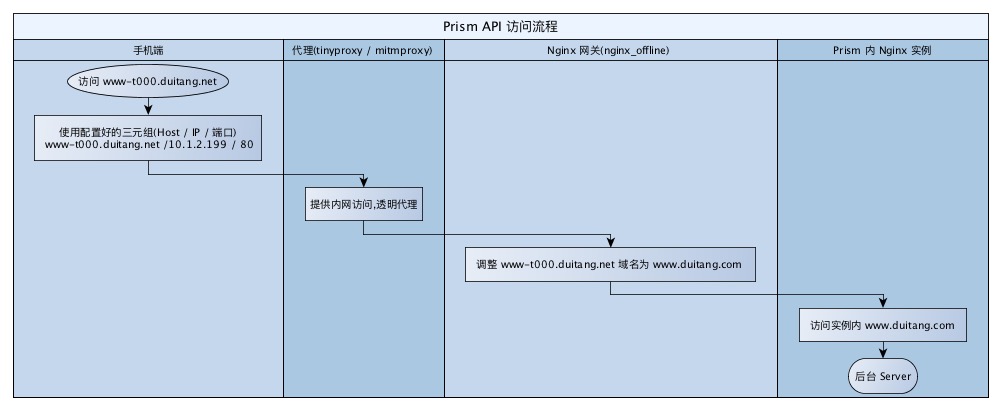 Prism API 访问流程
手机端
代理(tinyproxy / mitmproxy)
Nginx 网关(nginx_offline)
Prism 内 Nginx 实例
访问 www-t000.duitang.net
使用配置好的三元组(Host / IP / 端口)
www-t000.duitang.net /10.1.2.199 / 80
提供内网访问,透明代理
调整 www-t000.duitang.net 域名为 www.duitang.com
访问实例内 www.duitang.com
后台 Server